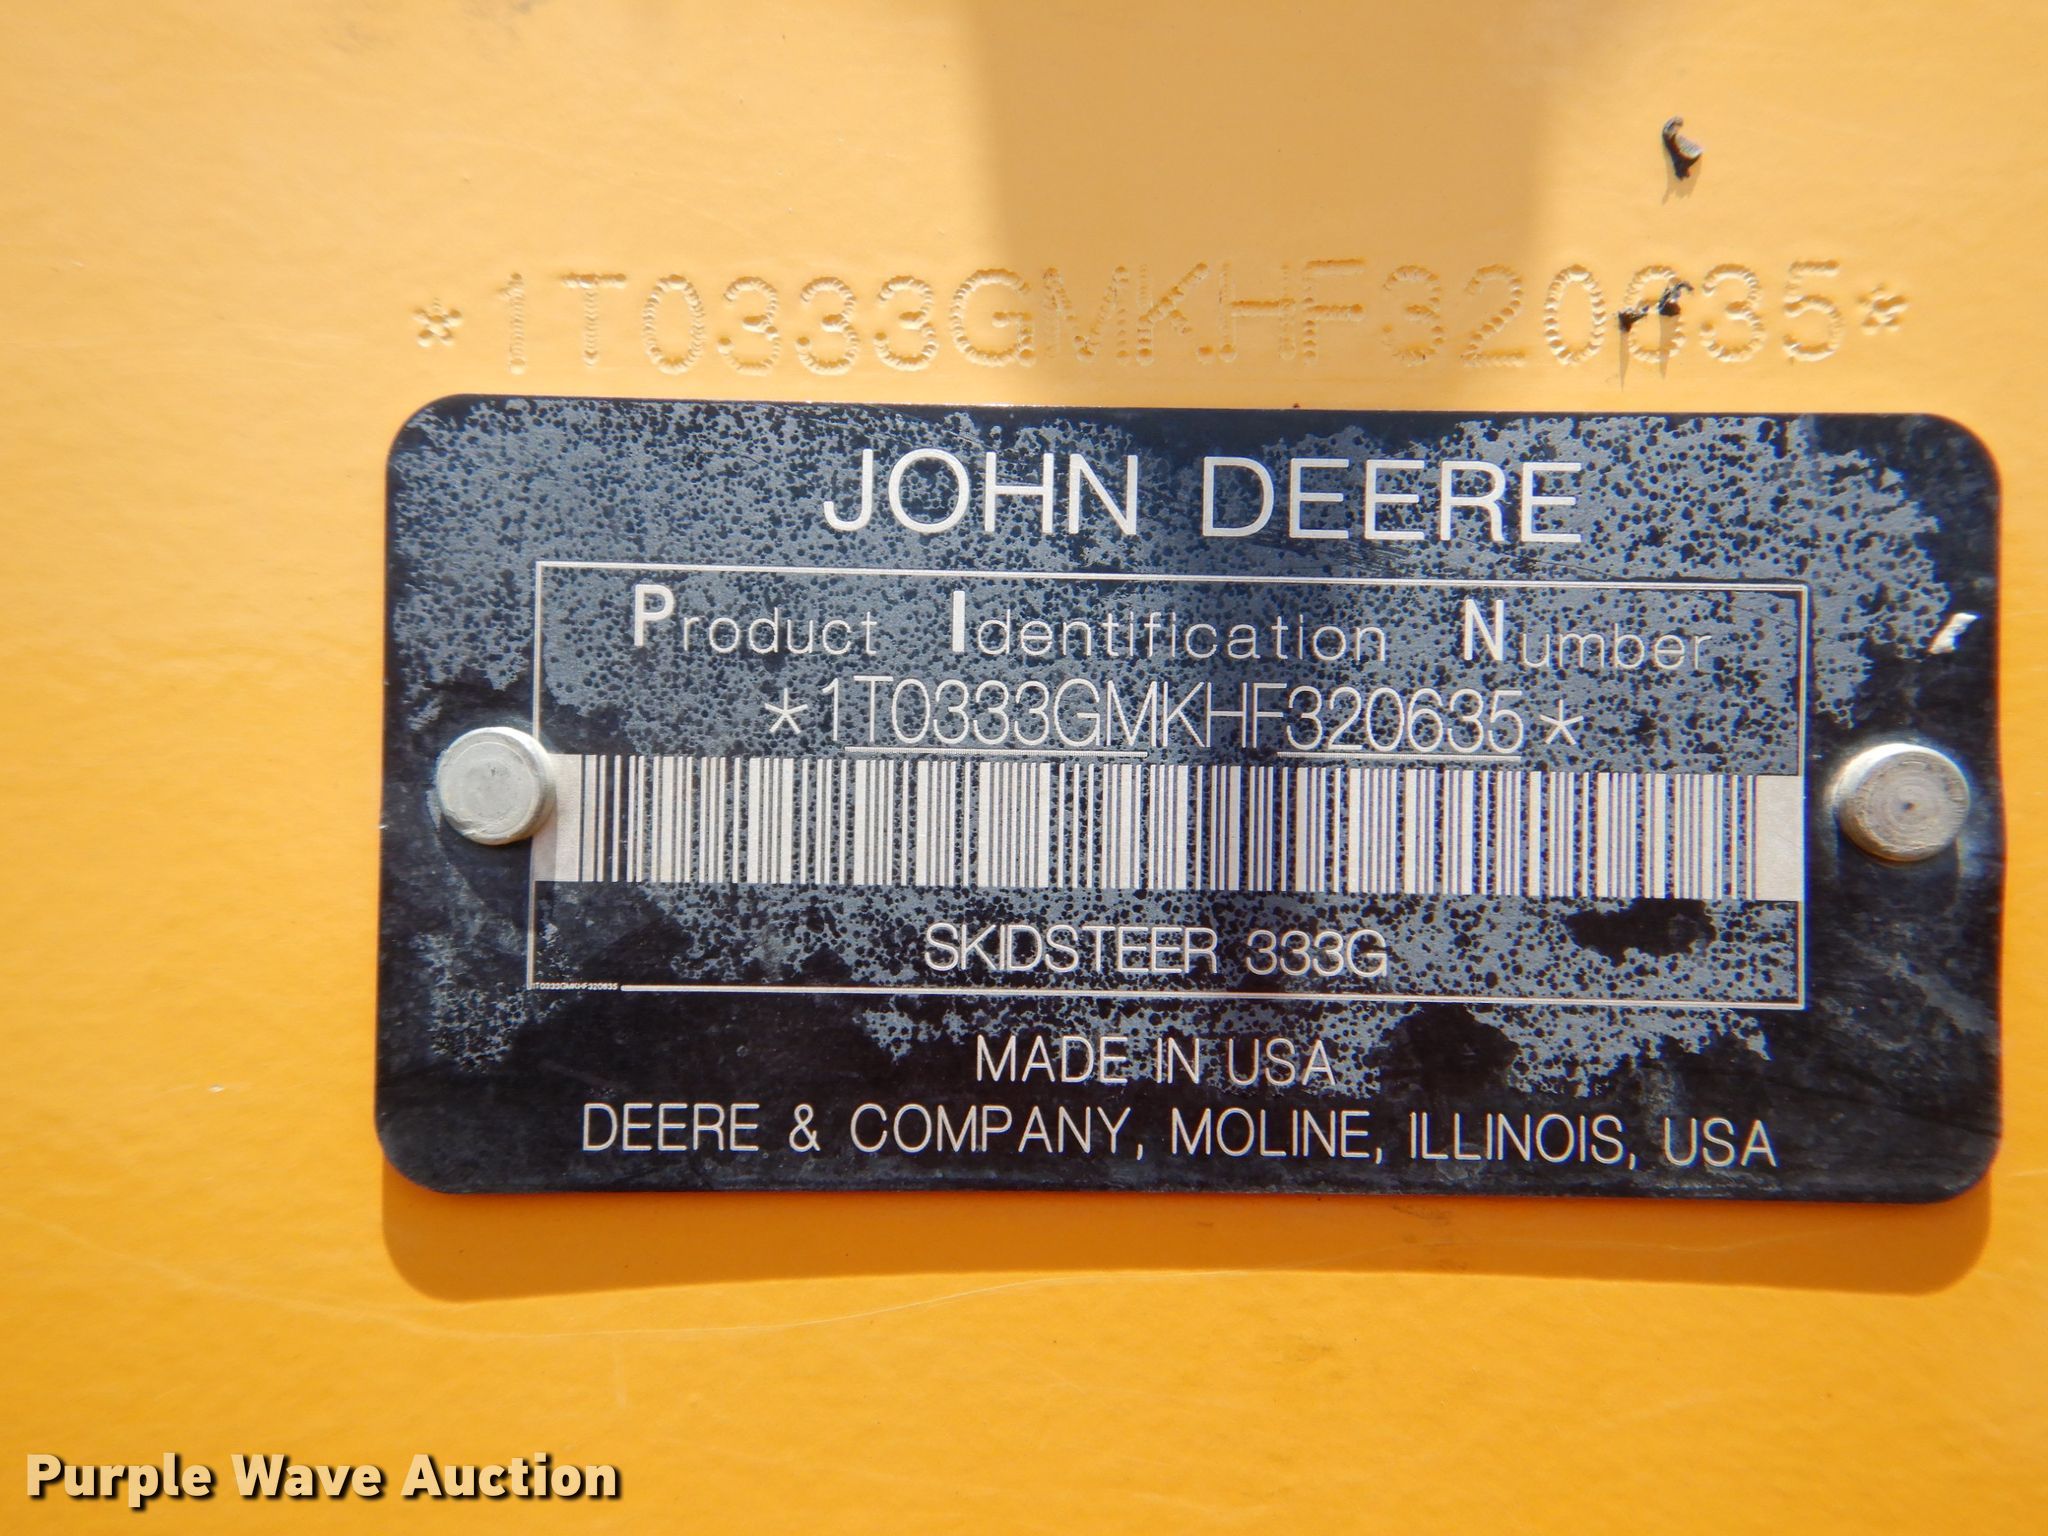 *1T0333GMKHF320635*
JOHN DEERE
Product Identification Number
*1T0333GMKHF320635*
SKIDSTEER 333G
1T0333GMKHF320635
MADE IN USA
DEERE & COMPANY, MOLINE, ILLINOIS, USA
Purple Wave Auction